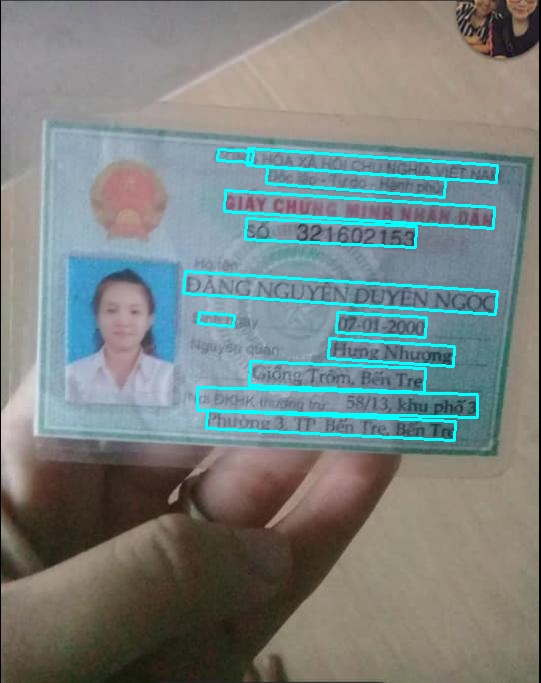 CỘNG HÒA XÃ HỘI CHỦ NGHĨA VIỆT NAM
Độc lập - Tự do - Hạnh phúc
GIẤY CHỨNG MINH NHÂN DÂN
SỐ 321602153
Họ tên
ĐẶNG NGUYỄN DUYÊN NGỌC
Sinh ngày 07-01-2000
Nguyên quán Hưng Nhượng
Giồng Trôm, Bến Tre
Nơi ĐKHK thường trú 58/13, khu phố 3
Phường 3, TP. Bến Tre, Bến Tre